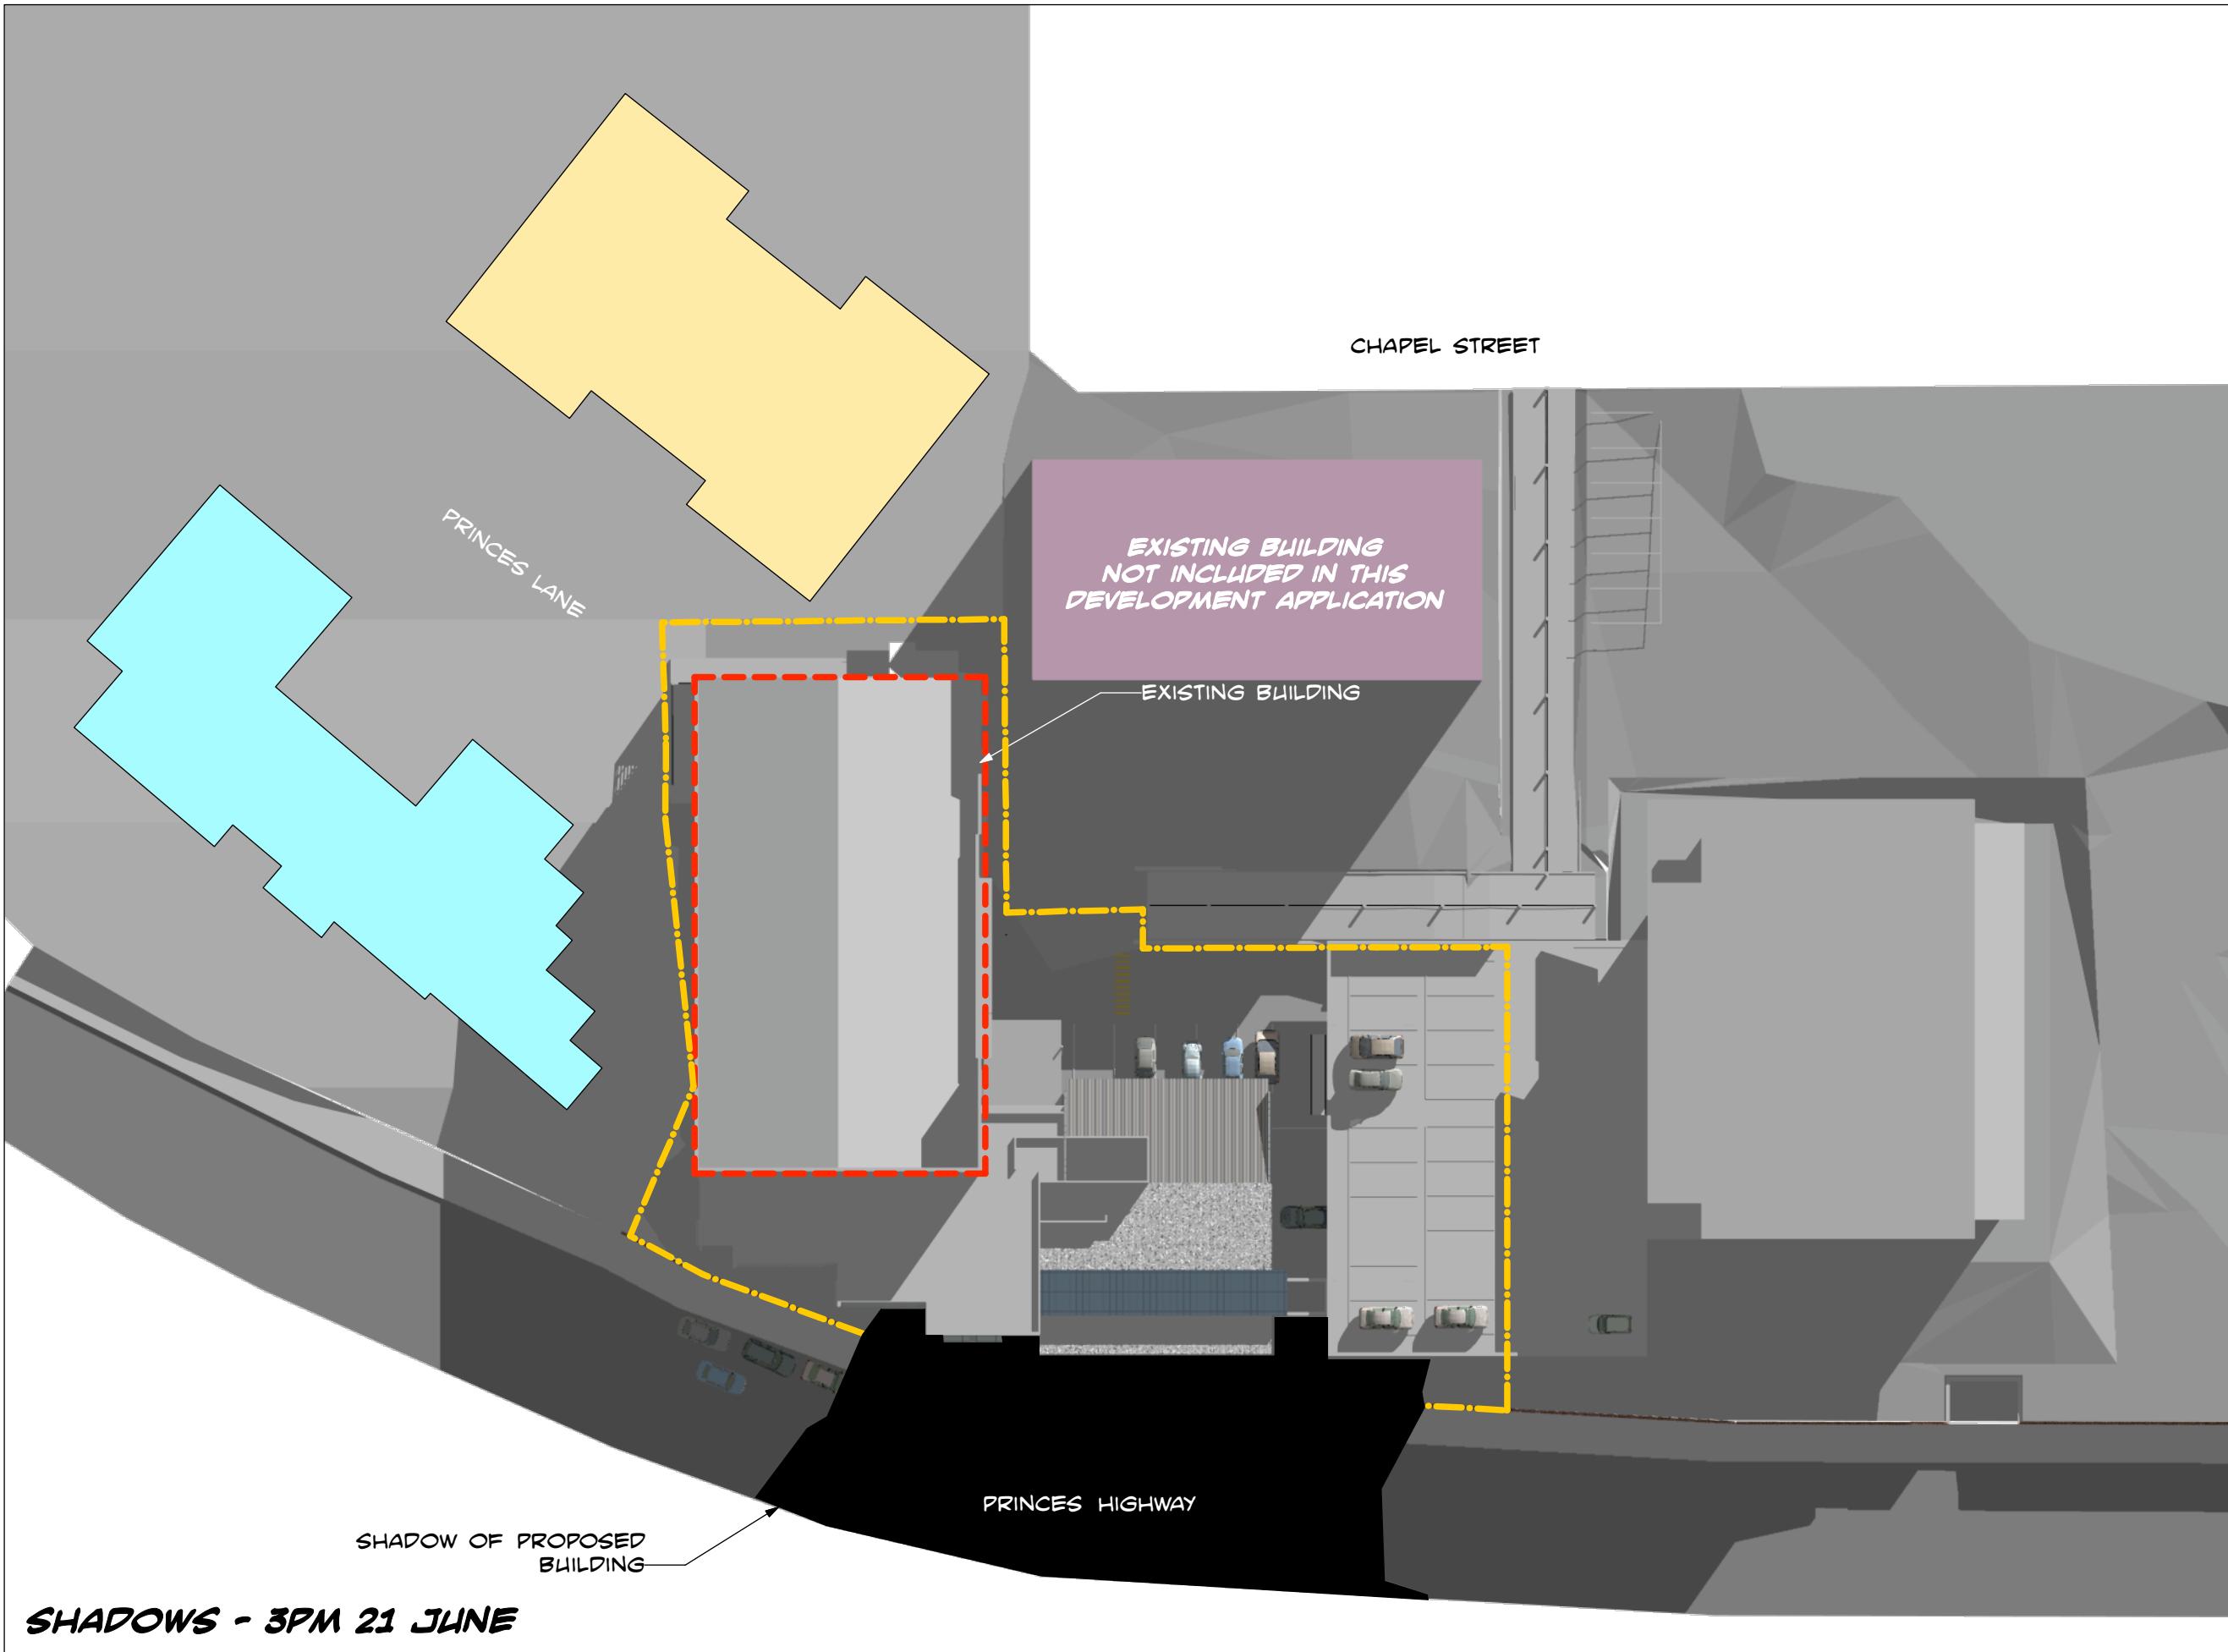 CHAPEL STREET
PRINCES LANE
EXISTING BUILDING
NOT INCLUDED IN THIS
DEVELOPMENT APPLICATION
EXISTING BUILDING
PRINCES HIGHWAY
SHADOW OF PROPOSED
BUILDING
SHADOWS - 3PM 21 JUNE